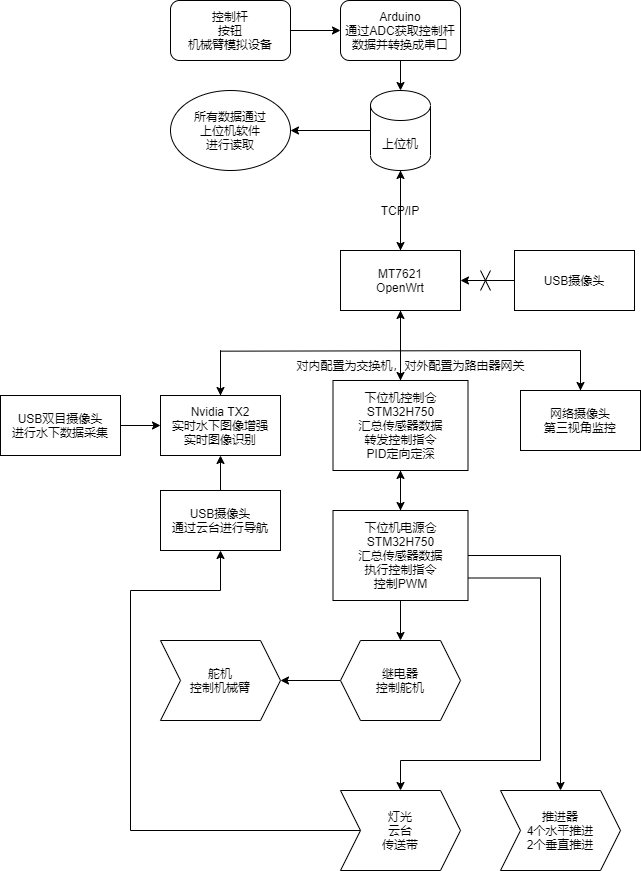 控制杆
按钮
机械臂模拟设备
Arduino
通过ADC获取控制杆
数据并转换成串口
所有数据通过
上位机软件
进行读取
上位机
TCP/IP
MT7621
OpenWrt
USB摄像头
对内配置为交换机，对外配置为路由器网关
USB双目摄像头
进行水下数据采集
Nvidia TX2
实时水下图像增强
实时图像识别
下位机控制仓
STM32H750
汇总传感器数据
转发控制指令
PID定向定深
网络摄像头
第三视角监控
USB摄像头
通过云台进行导航
下位机电源仓
STM32H750
汇总传感器数据
执行控制指令
控制PWM
舵机
控制机械臂
继电器
控制舵机
灯光
云台
传送带
推进器
4个水平推进
2个垂直推进